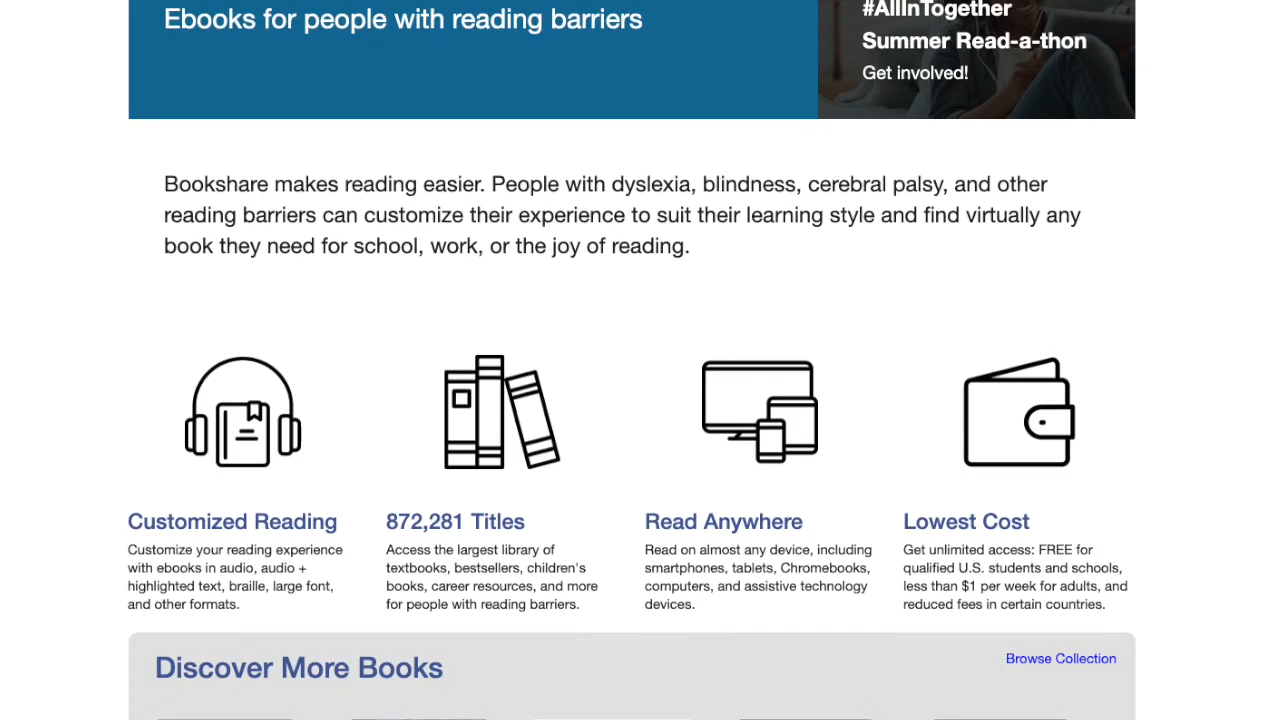 Ebooks for people with reading barriers
#AllInTogether
Summer Read-a-thon
Get involved!
Bookshare makes reading easier. People with dyslexia, blindness, cerebral palsy, and other
reading barriers can customize their experience to suit their learning style and find virtually any
book they need for school, work, or the joy of reading.
Customized Reading
Customize your reading experience
with ebooks in audio, audio +
highlighted text, braille, large font,
and other formats.
872,281 Titles
Access the largest library of
textbooks, bestsellers, children's
books, career resources, and more
for people with reading barriers.
Read Anywhere
Read on almost any device, including
smartphones, tablets, Chromebooks,
computers, and assistive technology
devices.
Lowest Cost
Get unlimited access: FREE for
qualified U.S. students and schools,
less than $1 per week for adults, and
reduced fees in certain countries.
Discover More Books
Browse Collection